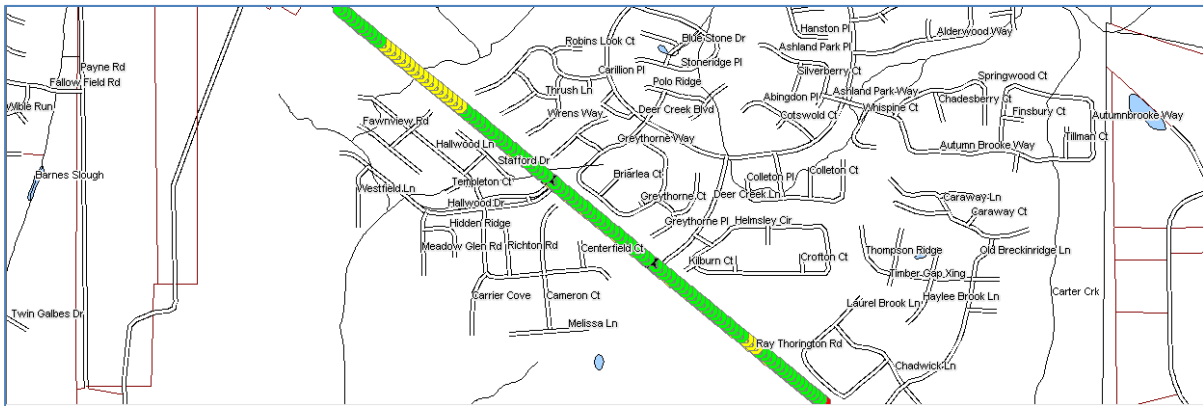 Hanston Pl
Blue Stone Dr
Alderwood Way
Robins Look Ct
Ashland Park Pl
Stoneridge Pl
Payne Rd
Carillion Pl
Silverberry Ct
Springwood Ct
Fallow Field Rd
Polo Ridge
Thrush Ln
Abingdon Pl
Ashland Park Way
Chadesberry Ct
Wible Run
Deer Creek Blvd
Whispine Ct
Finsbury Ct
Autumnbrooke Way
Wrens Way
Cotswold Ct
Fawnview Rd
Tillman Ct
Greythorne Way
Hallwood Ln
Autumn Brooke Way
Stafford Dr
Barnes Slough
Briarlea Ct
Colleton Pl
Colleton Ct
Templeton Ct
Westfield Ln
Greythorne Ct
Deer Creek Ln
Caraway Ln
Hallwood Dr
Caraway Ct
Hidden Ridge
Greythorne Pl
Helmsley Cir
Meadow Glen Rd
Richton Rd
Centerfield Ct
Thompson Ridge
Old Breckinridge Ln
Kilburn Ct
Crofton Ct
Timber Gap Xing
Carter Crk
Carrier Cove
Cameron Ct
Haylee Brook Ln
Laurel Brook Ln
Twin Galbes Dr
Melissa Ln
Ray Thorington Rd
Chadwick Ln